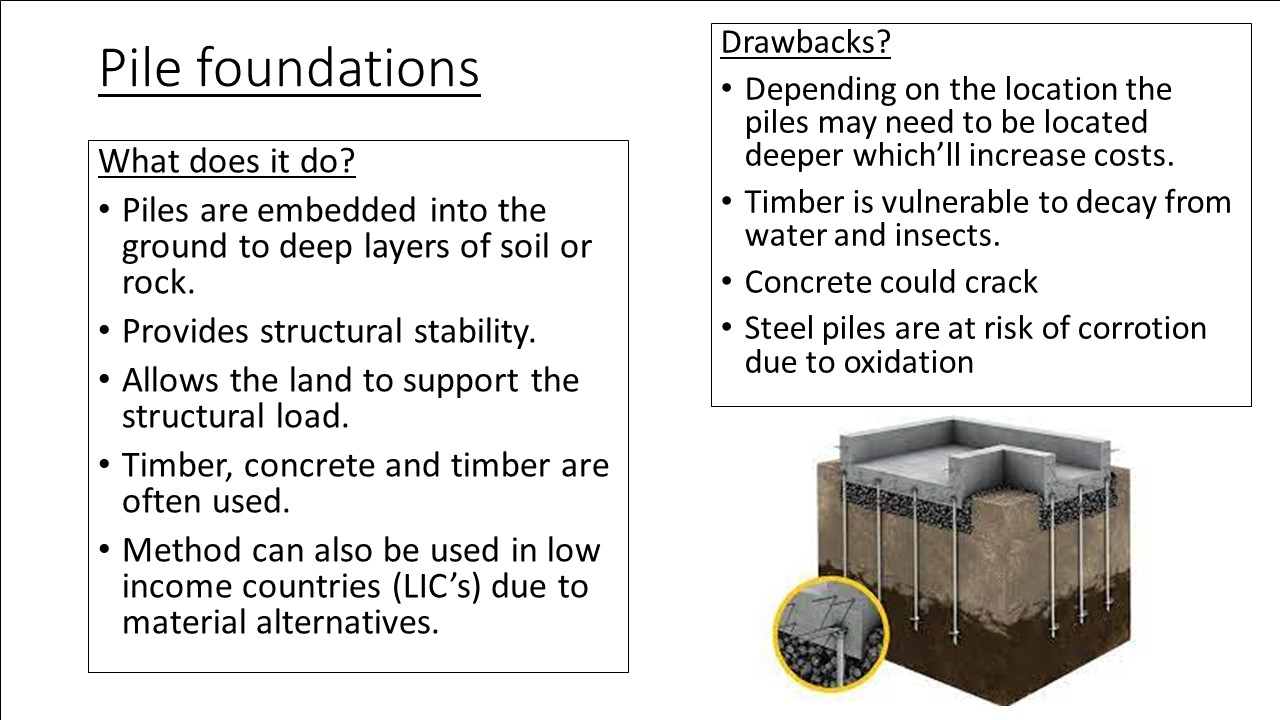 Pile foundations
What does it do?
• Piles are embedded into the
ground to deep layers of soil or
rock.
• Provides structural stability.
• Allows the land to support the
structural load.
• Timber, concrete and timber are
often used.
• Method can also be used in low
income countries (LIC’s) due to
material alternatives.
Drawbacks?
• Depending on the location the
piles may need to be located
deeper which’ll increase costs.
• Timber is vulnerable to decay from
water and insects.
• Concrete could crack
• Steel piles are at risk of corrotion
due to oxidation